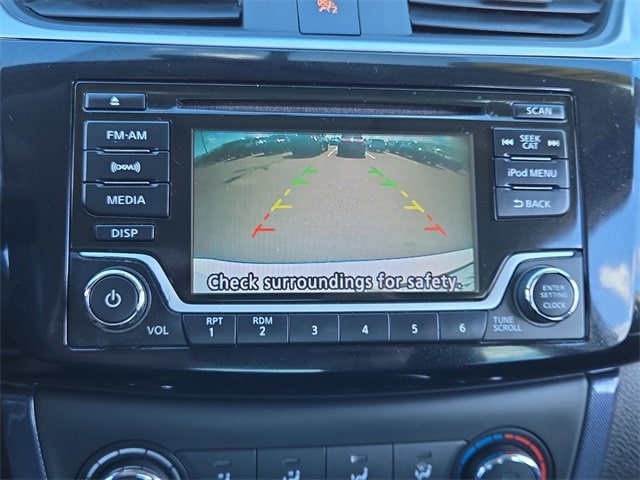 SCAN
FM·AM
SEEK
CAT
iPod MENU
MEDIA
BACK
DISP
Check surroundings for safety.
ENTER
SETTING
CLOCK
VOL
RPT
1
RDM
2
3
4
5
6
TUNE
SCROLL